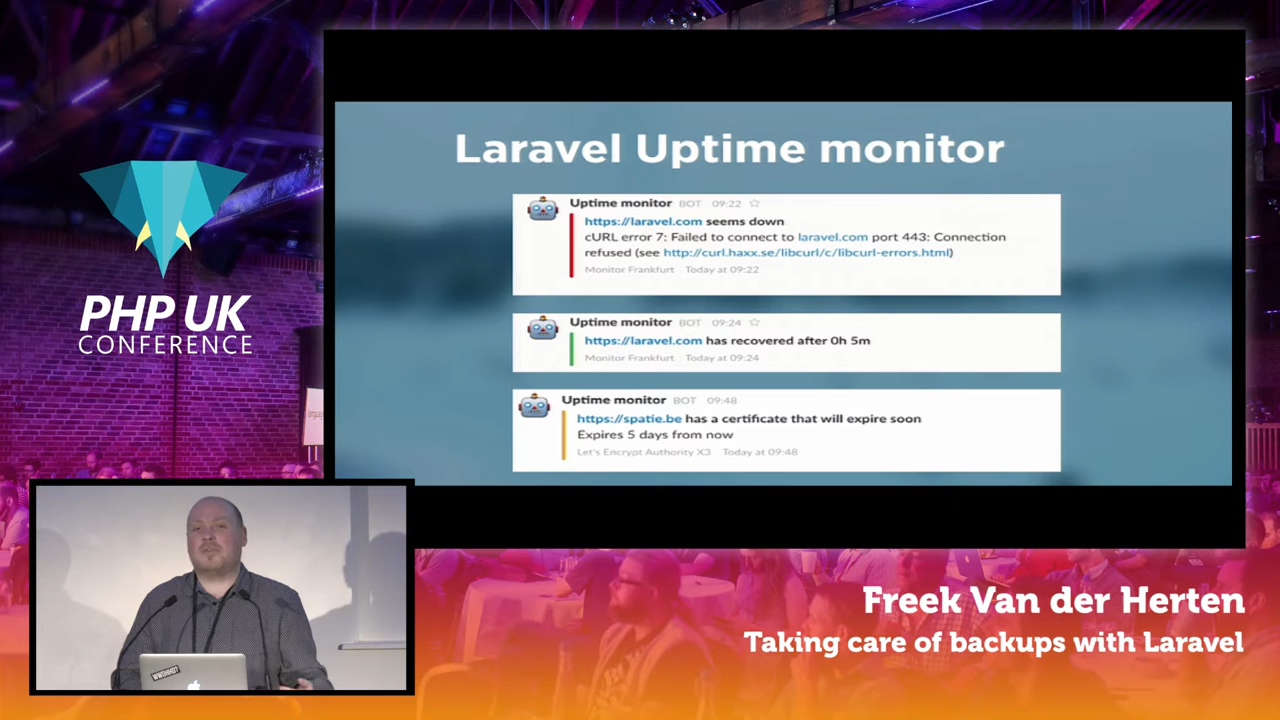 Laravel Uptime monitor
Uptime monitor BOT 09:22 ☆
https://laravel.com seems down
cURL error 7: Failed to connect to laravel.com port 443: Connection
refused (see http://curl.haxx.se/libcurl/c/libcurl-errors.html)
Monitor Frankfurt Today at 09:22
Uptime monitor BOT 09:24 ☆
https://laravel.com has recovered after 0h 5m
Monitor Frankfurt Today at 09:24
Uptime monitor BOT 09:48
https://spatie.be has a certificate that will expire soon
Expires 5 days from now
Let's Encrypt Authority X3 Today at 09:48
PHP UK
CONFERENCE
Freek Van der Herten
Taking care of backups with Laravel